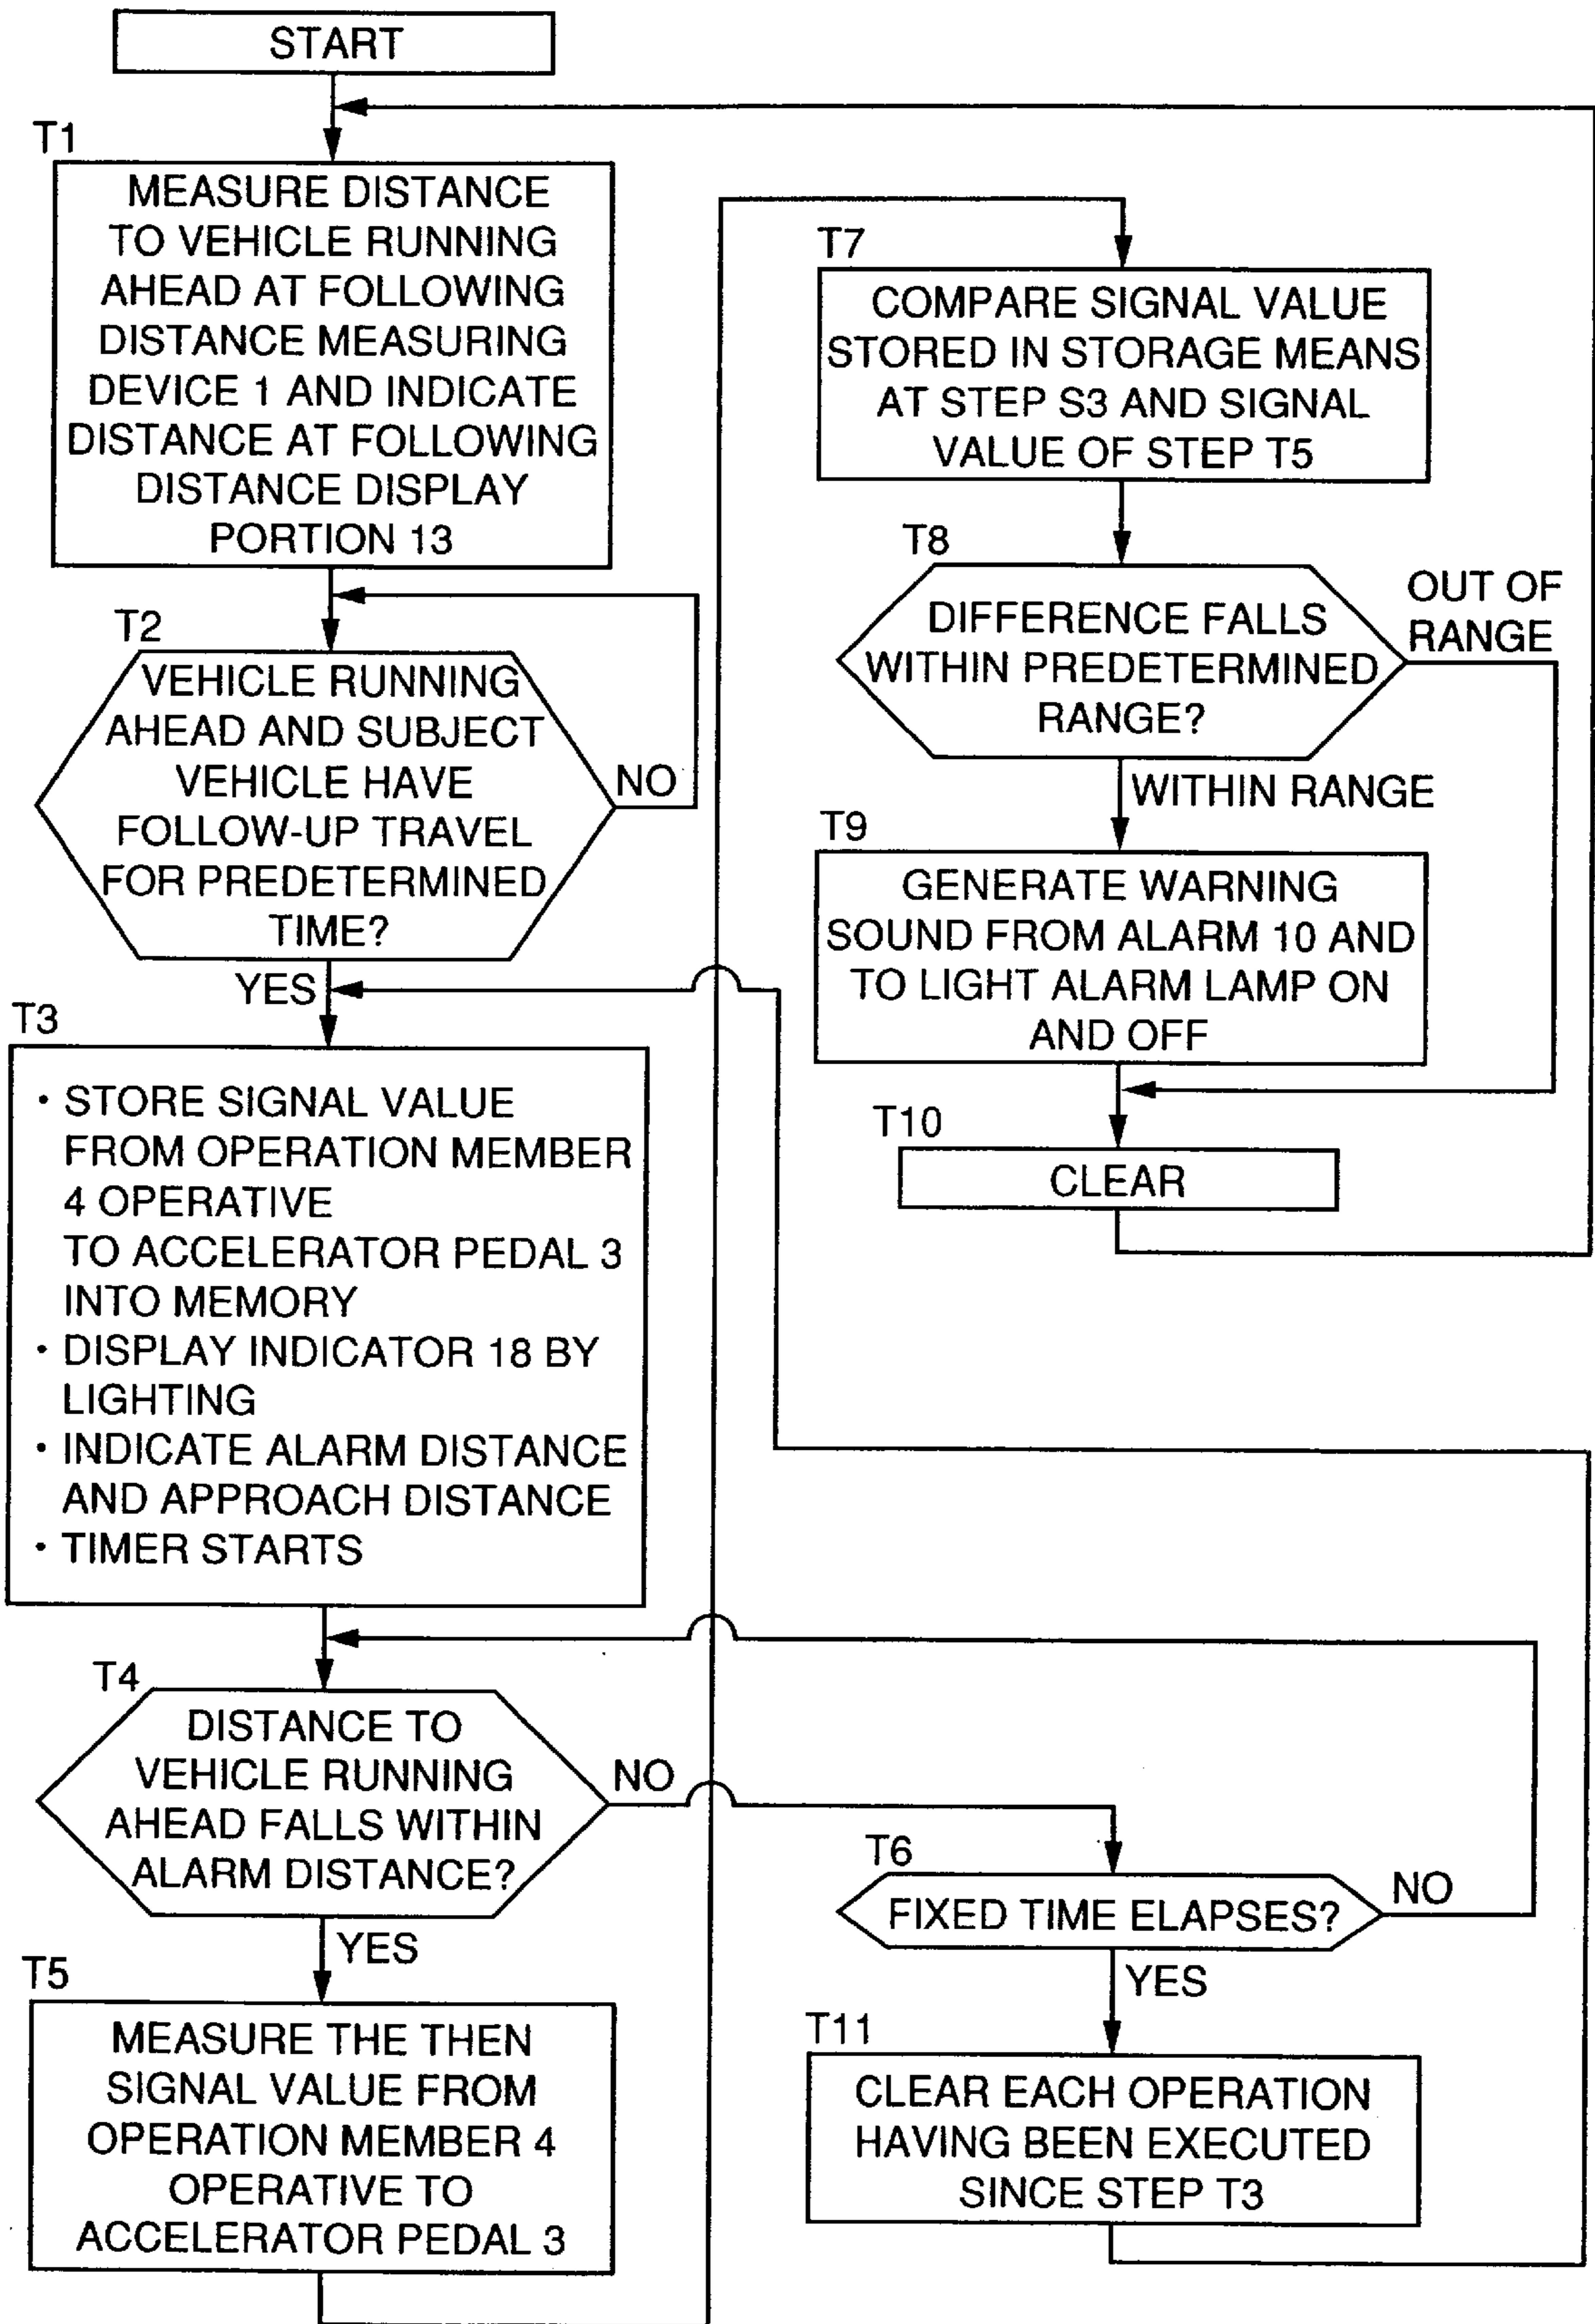 START
T1
MEASURE DISTANCE
TO VEHICLE RUNNING
AHEAD AT FOLLOWING
DISTANCE MEASURING
DEVICE 1 AND INDICATE
DISTANCE AT FOLLOWING
DISTANCE DISPLAY
PORTION 13
T2
VEHICLE RUNNING
AHEAD AND SUBJECT
VEHICLE HAVE
FOLLOW-UP TRAVEL
FOR PREDETERMINED
TIME?
NO
YES
T3
· STORE SIGNAL VALUE
FROM OPERATION MEMBER
4 OPERATIVE
TO ACCELERATOR PEDAL 3
INTO MEMORY
· DISPLAY INDICATOR 18 BY
LIGHTING
· INDICATE ALARM DISTANCE
AND APPROACH DISTANCE
· TIMER STARTS
T4
DISTANCE TO
VEHICLE RUNNING
AHEAD FALLS WITHIN
ALARM DISTANCE?
NO
YES
T5
MEASURE THE THEN
SIGNAL VALUE FROM
OPERATION MEMBER 4
OPERATIVE TO
ACCELERATOR PEDAL 3
T7
COMPARE SIGNAL VALUE
STORED IN STORAGE MEANS
AT STEP S3 AND SIGNAL
VALUE OF STEP T5
T8
DIFFERENCE FALLS
WITHIN PREDETERMINED
RANGE?
OUT OF
RANGE
WITHIN RANGE
T9
GENERATE WARNING
SOUND FROM ALARM 10 AND
TO LIGHT ALARM LAMP ON
AND OFF
T10
CLEAR
T6
FIXED TIME ELAPSES?
NO
YES
T11
CLEAR EACH OPERATION
HAVING BEEN EXECUTED
SINCE STEP T3